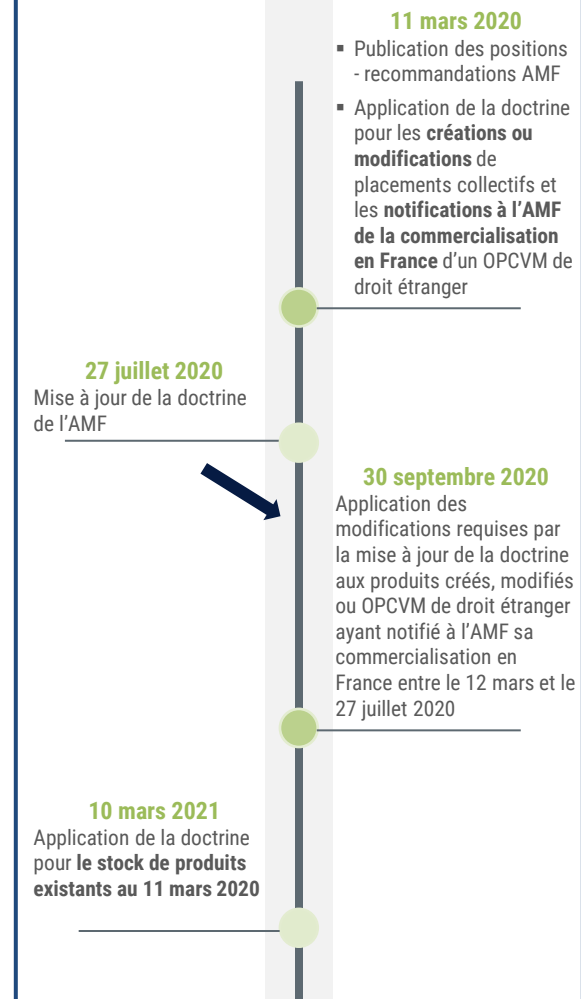 11 mars 2020
▪ Publication des positions
- recommandations AMF
▪ Application de la doctrine
pour les créations ou
modifications de
placements collectifs et
les notifications à l’AMF
de la commercialisation
en France d’un OPCVM de
droit étranger
27 juillet 2020
Mise à jour de la doctrine
de l’AMF
30 septembre 2020
Application des
modifications requises par
la mise à jour de la doctrine
aux produits créés, modifiés
ou OPCVM de droit étranger
ayant notifié à l’AMF sa
commercialisation en
France entre le 12 mars et le
27 juillet 2020
10 mars 2021
Application de la doctrine
pour le stock de produits
existants au 11 mars 2020